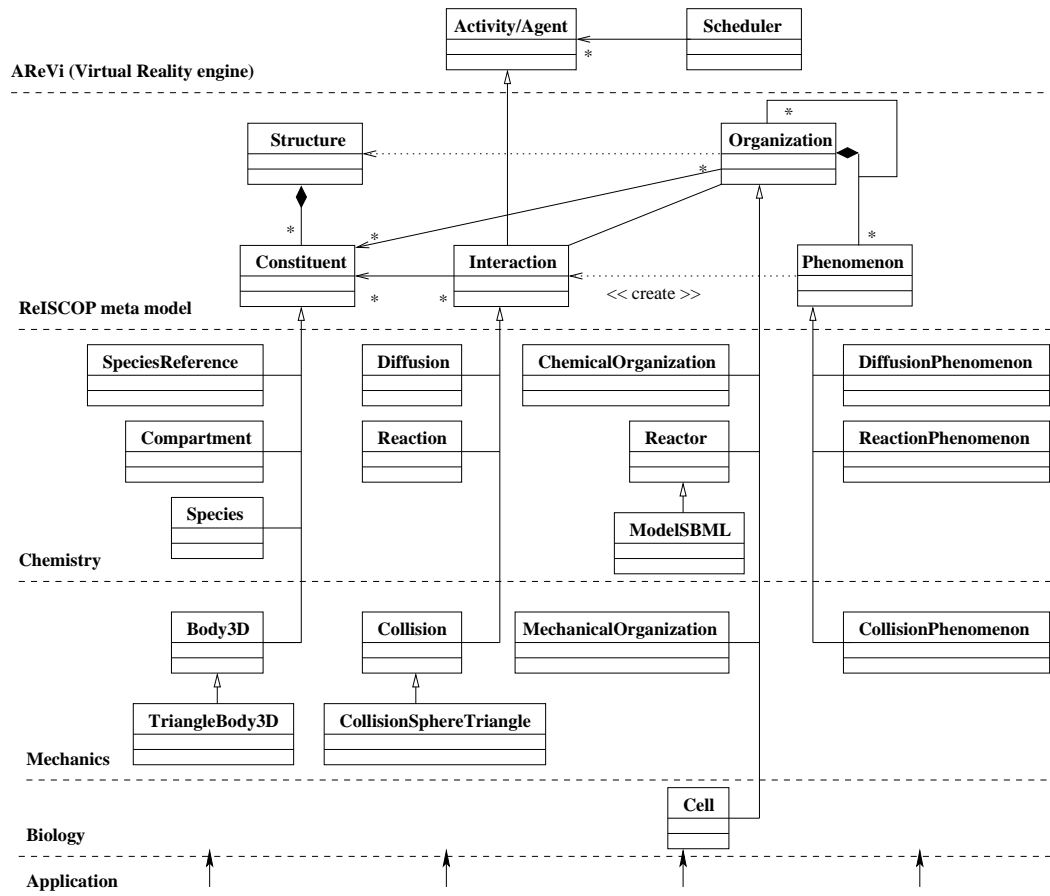 Activity/Agent
Scheduler
*
AReVi (Virtual Reality engine)
*
Structure
Organization
*
*
*
*
Constituent
Interaction
Phenomenon
*
*
<< create >>
ReISCOP meta model
SpeciesReference
Diffusion
ChemicalOrganization
DiffusionPhenomenon
Compartment
Reaction
Reactor
ReactionPhenomenon
Species
ModelSBML
Chemistry
Body3D
Collision
MechanicalOrganization
CollisionPhenomenon
TriangleBody3D
CollisionSphereTriangle
Mechanics
Cell
Biology
Application